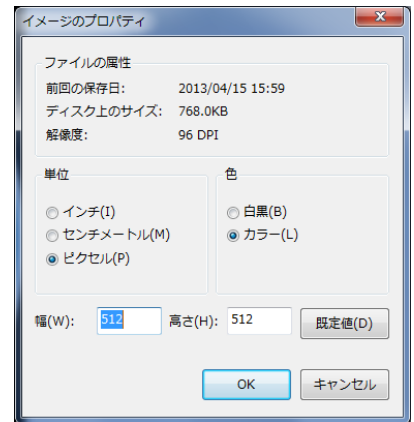 イメージのプロパティ
ファイルの属性
前回の保存日: 2013/04/15 15:59
ディスク上のサイズ: 768.0KB
解像度: 96 DPI
単位 色
インチ(I) 白黒(B)
センチメートル(M) カラー(L)
ピクセル(P)
幅(W): 512 高さ(H): 512 既定値(D)
OK キャンセル